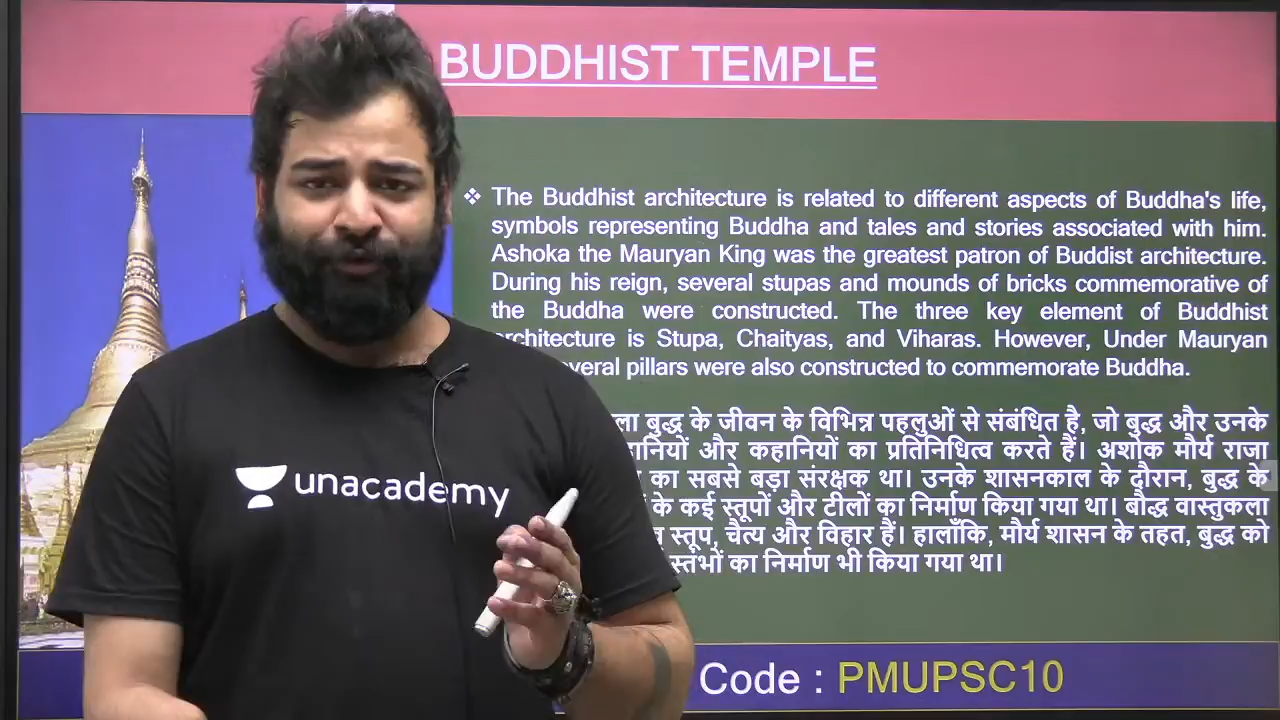 BUDDHIST TEMPLE
❖ The Buddhist architecture is related to different aspects of Buddha's life,
symbols representing Buddha and tales and stories associated with him.
Ashoka the Mauryan King was the greatest patron of Buddist architecture.
During his reign, several stupas and mounds of bricks commemorative of
the Buddha were constructed. The three key element of Buddhist
rchitecture is Stupa, Chaityas, and Viharas. However, Under Mauryan
several pillars were also constructed to commemorate Buddha.
ला बुद्ध के जीवन के विभिन्न पहलुओं से संबंधित है, जो बुद्ध और उनके
हानियों और कहानियों का प्रतिनिधित्व करते हैं। अशोक मौर्य राजा
का सबसे बड़ा संरक्षक था। उनके शासनकाल के दौरान, बुद्ध के
के कई स्तूपों और टीलों का निर्माण किया गया था। बौद्ध वास्तुकला
स्तूप, चैत्य और विहार हैं। हालाँकि, मौर्य शासन के तहत, बुद्ध को
स्तंभों का निर्माण भी किया गया था।
unacademy
Code : PMUPSC10